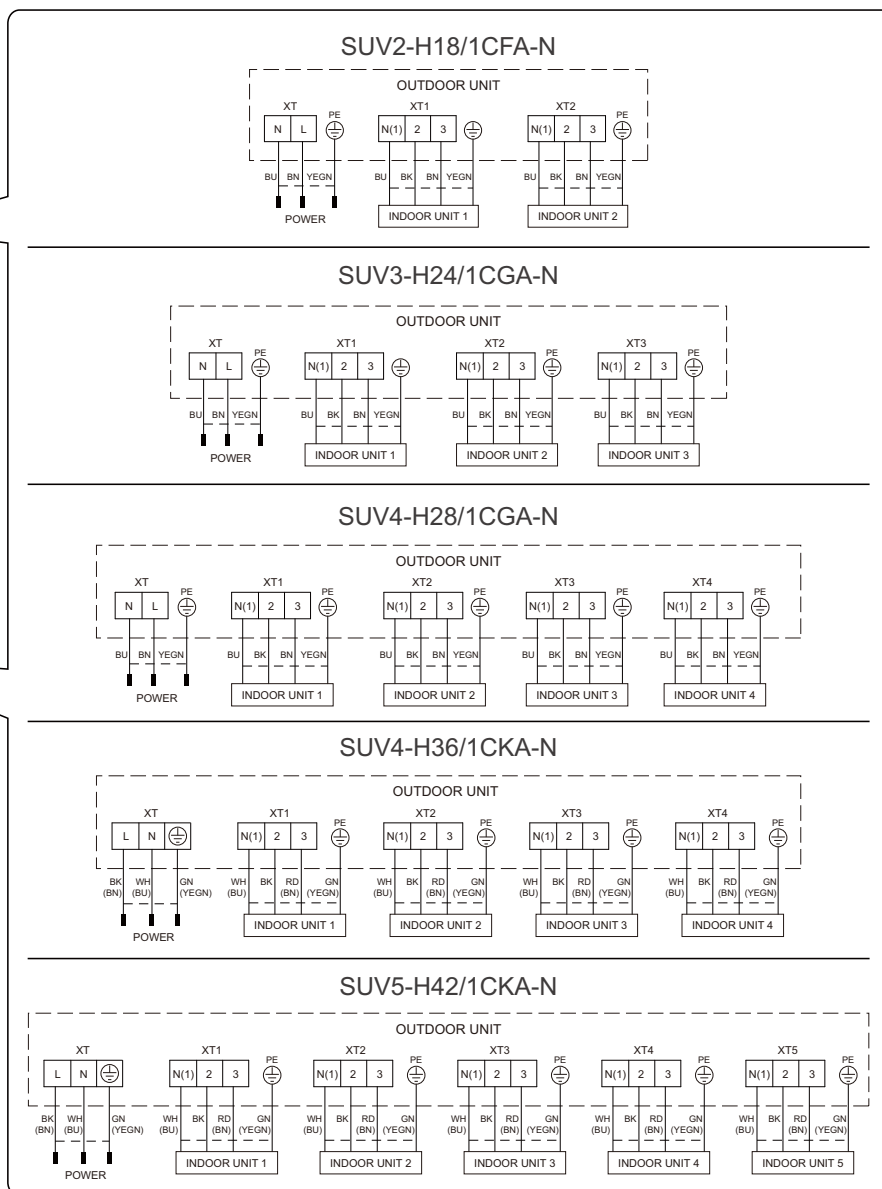 SUV2-H18/1CFA-N
OUTDOOR UNIT
XT XT1 XT2
PE PE
N L N(1) 2 3 N(1) 2 3
BU BN YEGN BU BK BN YEGN BU BK BN YEGN
POWER INDOOR UNIT 1 INDOOR UNIT 2
SUV3-H24/1CGA-N
OUTDOOR UNIT
XT XT1 XT2 XT3
PE PE PE
N L N(1) 2 3 N(1) 2 3 N(1) 2 3
BU BN YEGN BU BK BN YEGN BU BK BN YEGN BU BK BN YEGN
POWER INDOOR UNIT 1 INDOOR UNIT 2 INDOOR UNIT 3
SUV4-H28/1CGA-N
OUTDOOR UNIT
XT XT1 XT2 XT3 XT4
PE PE PE PE PE
N L N(1) 2 3 N(1) 2 3 N(1) 2 3 N(1) 2 3
BU BN YEGN BU BK BN YEGN BU BK BN YEGN BU BK BN YEGN BU BK BN YEGN
POWER INDOOR UNIT 1 INDOOR UNIT 2 INDOOR UNIT 3 INDOOR UNIT 4
SUV4-H36/1CKA-N
OUTDOOR UNIT
XT XT1 XT2 XT3 XT4
PE PE PE PE
L N N(1) 2 3 N(1) 2 3 N(1) 2 3 N(1) 2 3
BK WH GN WH BK RD GN WH BK RD GN WH BK RD GN WH BK RD GN
(BN) (BU) (YEGN) (BU) (BN) (YEGN) (BU) (BN) (YEGN) (BU) (BN) (YEGN) (BU) (BN) (YEGN)
POWER INDOOR UNIT 1 INDOOR UNIT 2 INDOOR UNIT 3 INDOOR UNIT 4
SUV5-H42/1CKA-N
OUTDOOR UNIT
XT XT1 XT2 XT3 XT4 XT5
PE PE PE PE PE
L N N(1) 2 3 N(1) 2 3 N(1) 2 3 N(1) 2 3 N(1) 2 3
BK WH GN WH BK RD GN WH BK RD GN WH BK RD GN WH BK RD GN WH BK RD GN
(BN) (BU) (YEGN) (BU) (BN) (YEGN) (BU) (BN) (YEGN) (BU) (BN) (YEGN) (BU) (BN) (YEGN) (BU) (BN) (YEGN)
POWER INDOOR UNIT 1 INDOOR UNIT 2 INDOOR UNIT 3 INDOOR UNIT 4 INDOOR UNIT 5